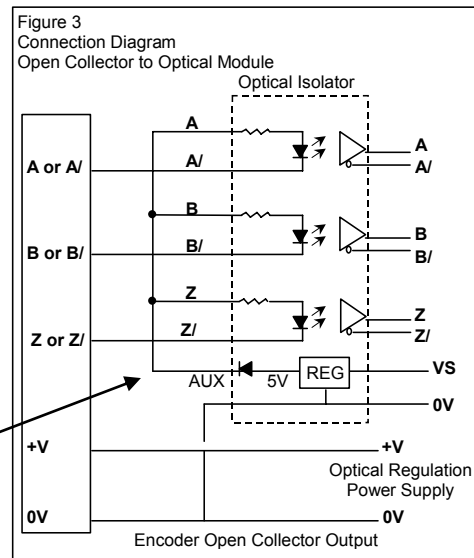 Figure 3
Connection Diagram
Open Collector to Optical Module
Optical Isolator
A
A
A or A/
A/
A/
B
B
B or B/
B/
B/
Z
Z
Z or Z/
Z/
Z/
AUX
5V
REG
VS
0V
+V
+V
Optical Regulation
Power Supply
0V
0V
Encoder Open Collector Output